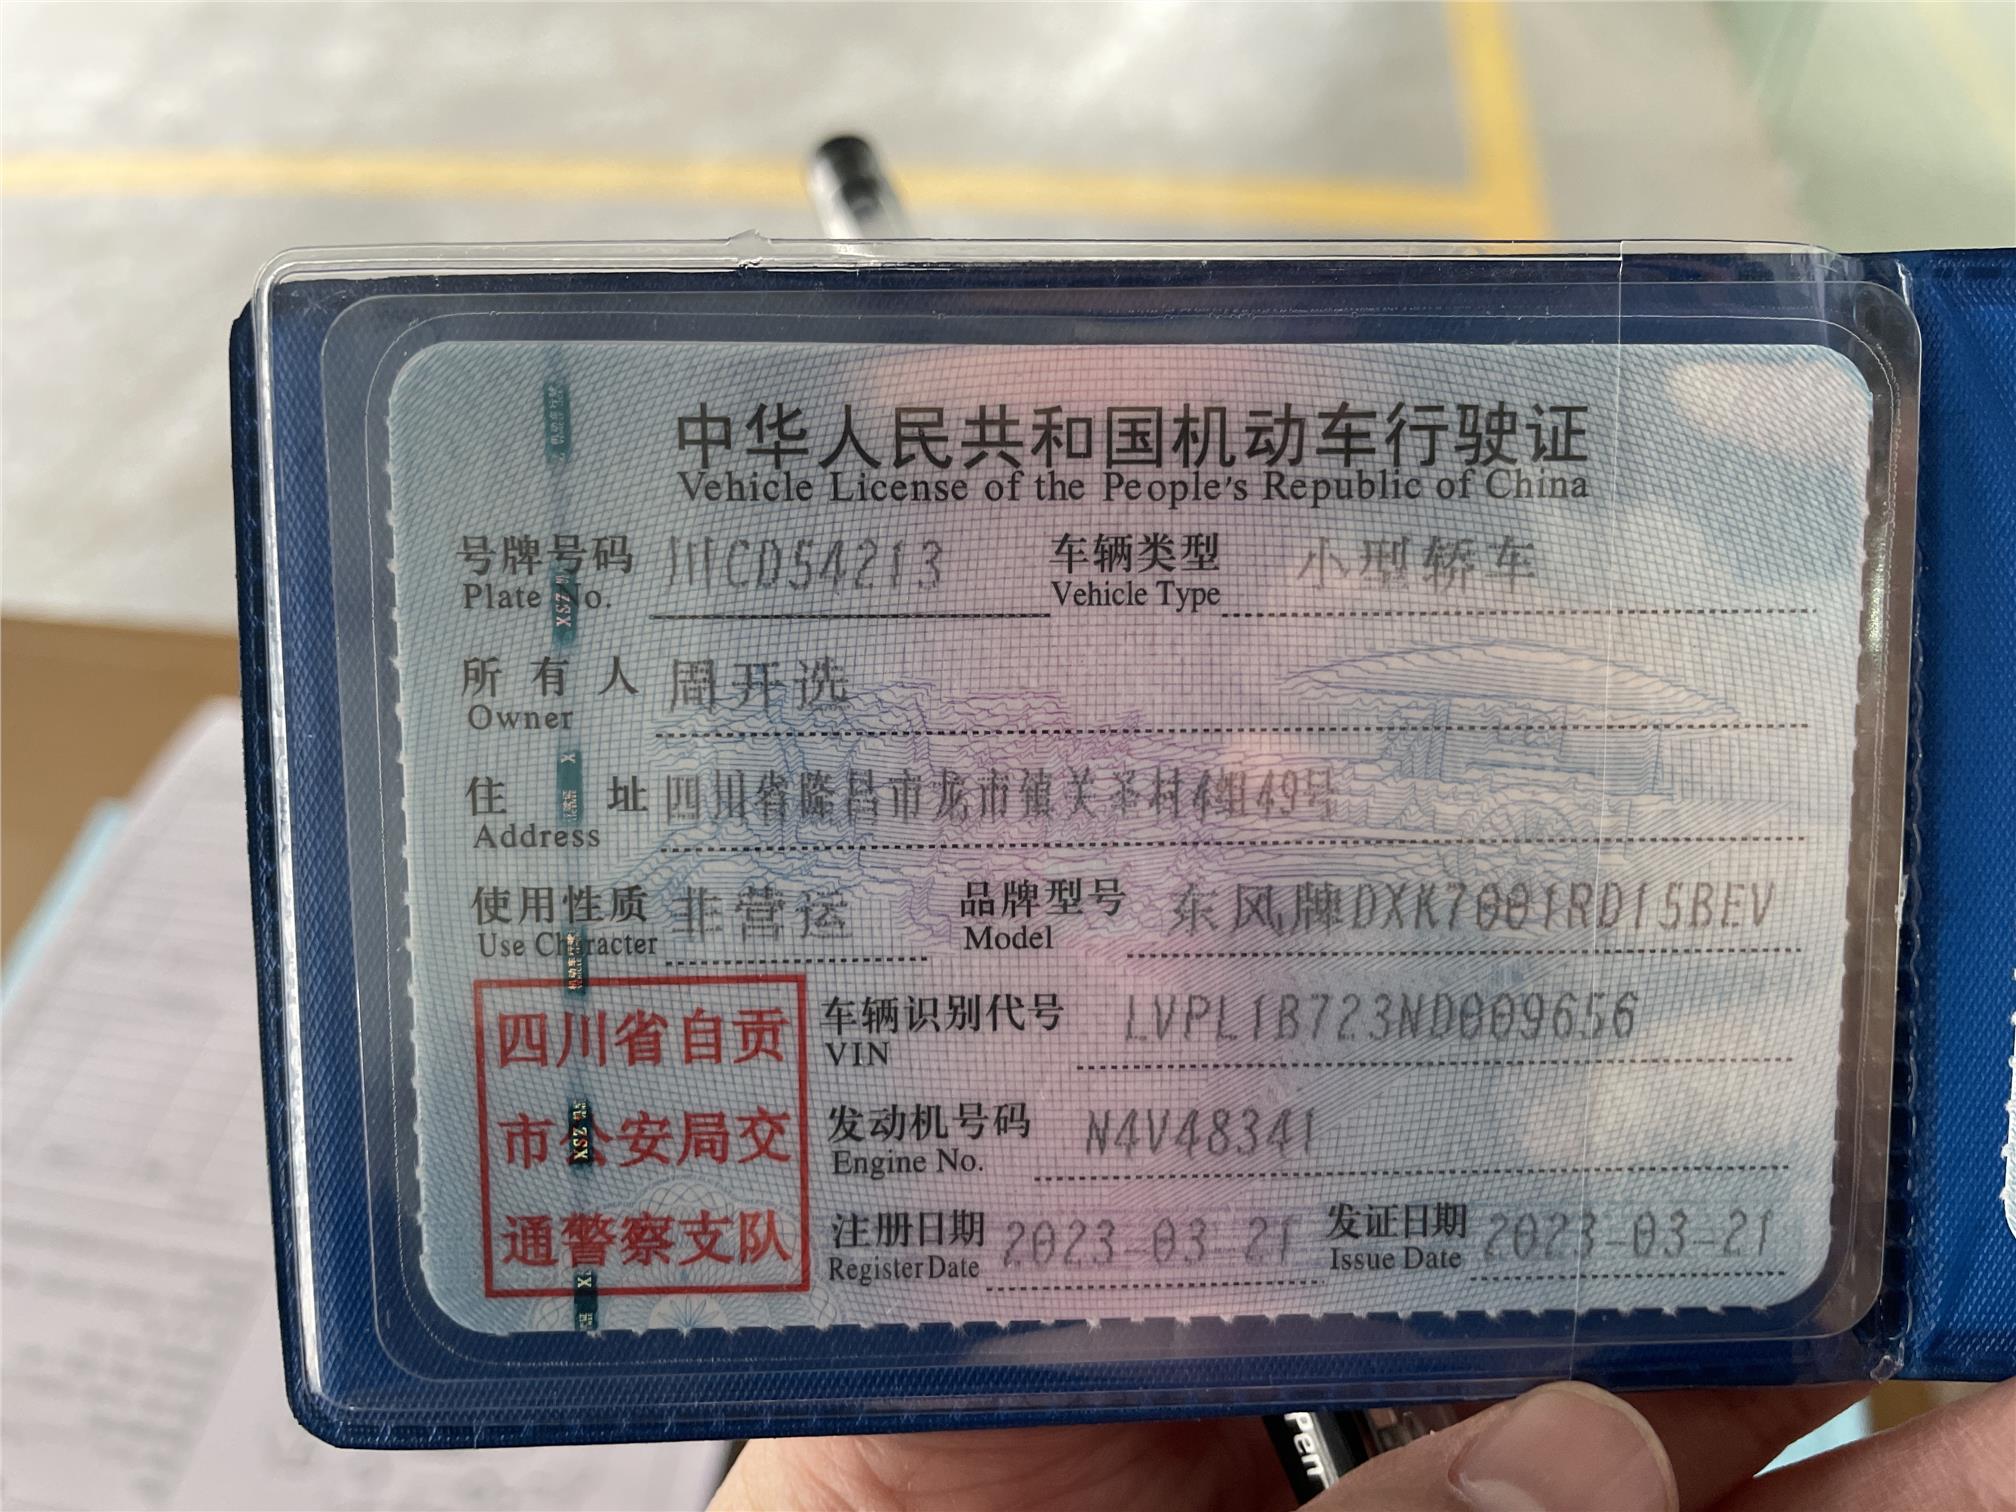 中华人民共和国机动车行驶证
Vehicle License of the People's Republic of China
号牌号码 川CD54213 车辆类型 小型轿车
Plate No. Vehicle Type
所有人 周开选
Owner
住址 四川省隆昌市龙市镇关圣村4组49号
Address
使用性质 非营运 品牌型号 东风牌DXK7001RD15BEV
Use Character Model
四川省自贡
市公安局交
通警察支队
车辆识别代号 LVPL1B723ND009656
VIN
发动机号码 N4V48341
Engine No.
注册日期 2023-03-21 发证日期 2023-03-21
Register Date Issue Date